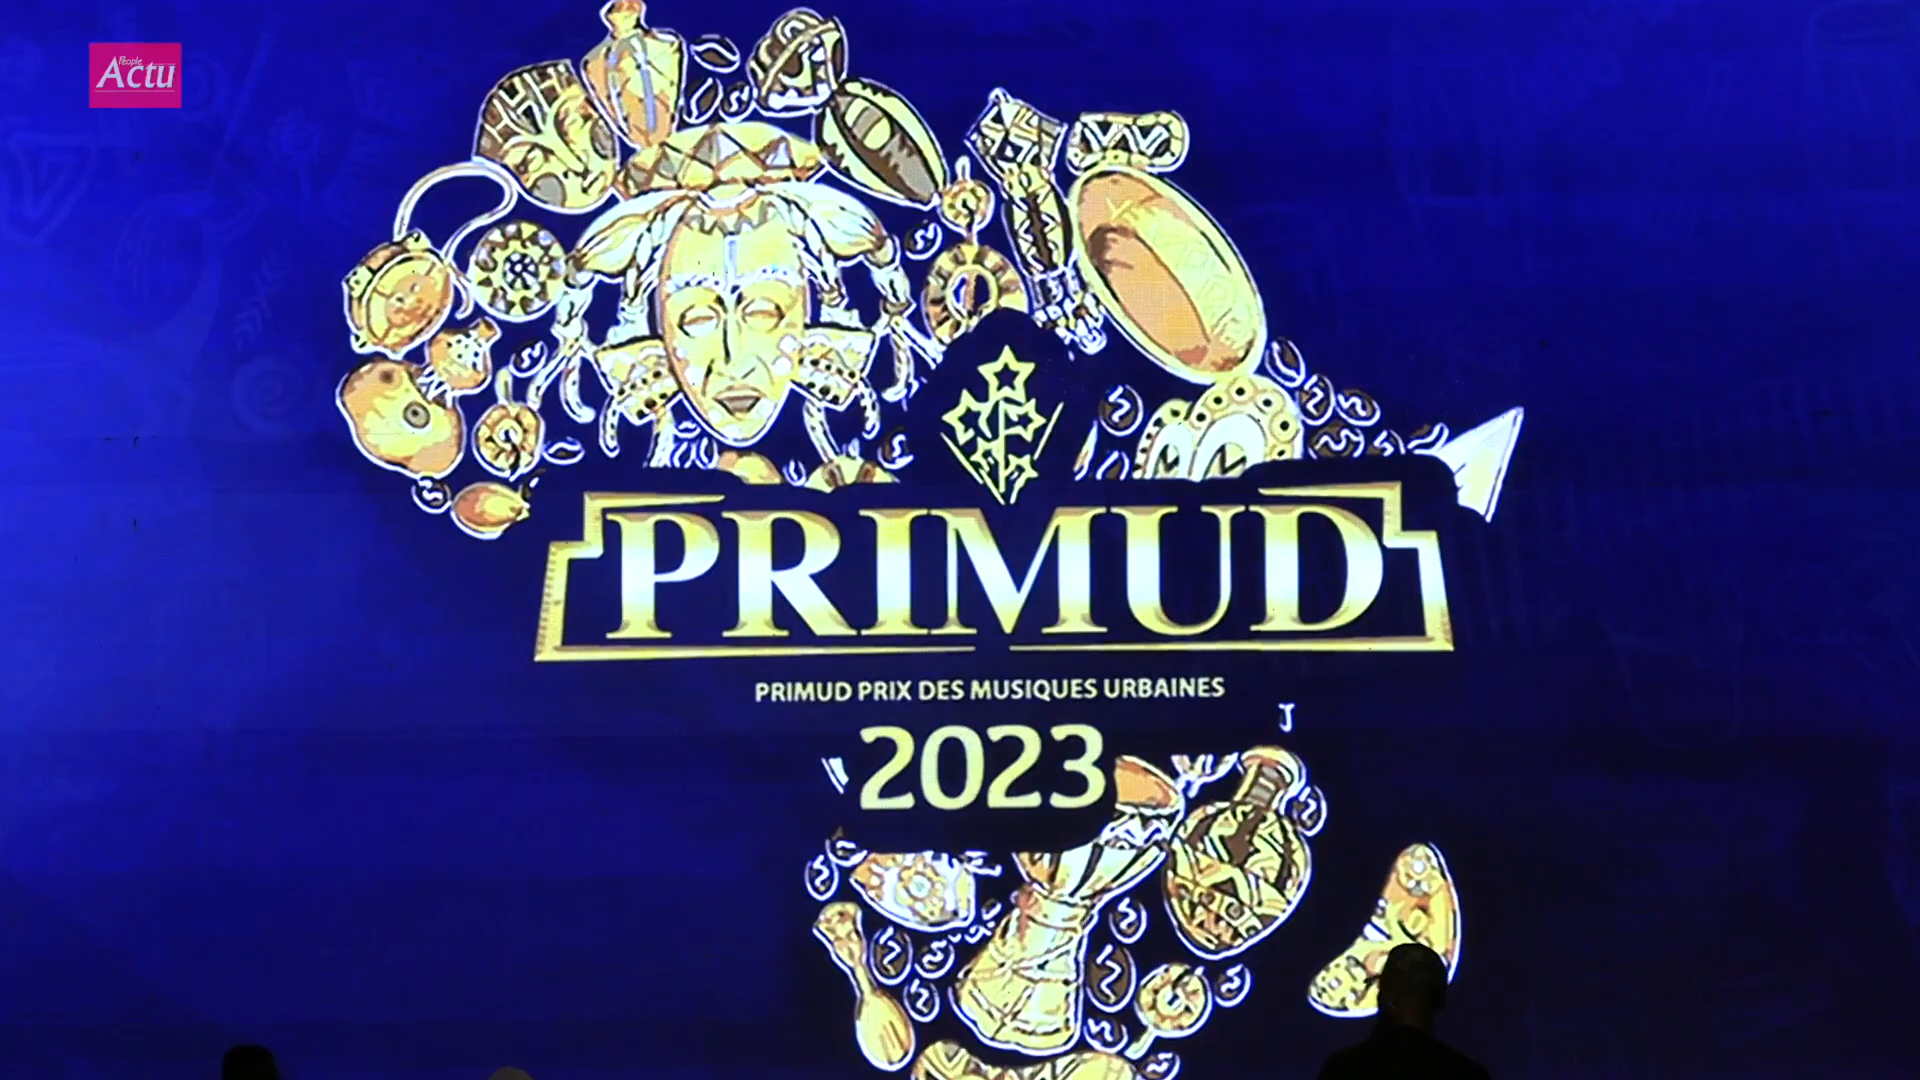 People
Actu
PRIMUD
PRIMUD PRIX DES MUSIQUES URBAINES
2023